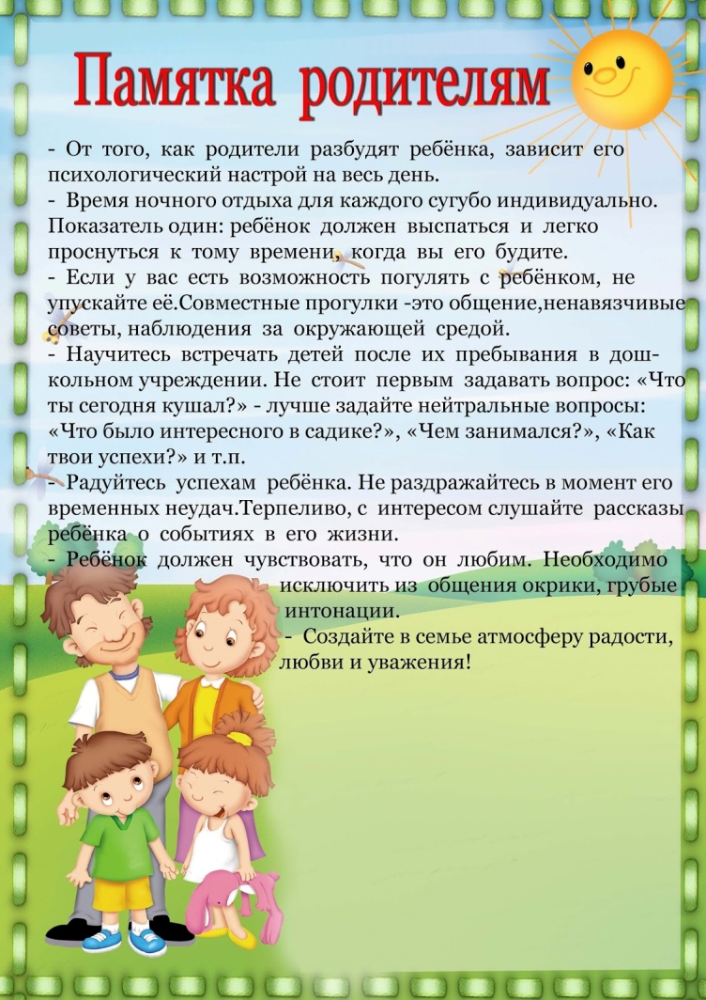 Памятка родителям
- От того, как родители разбудят ребёнка, зависит его
психологический настрой на весь день.
- Время ночного отдыха для каждого сугубо индивидуально.
Показатель один: ребёнок должен выспаться и легко
проснуться к тому времени, когда вы его будите.
- Если у вас есть возможность погулять с ребёнком, не
упускайте её.Совместные прогулки -это общение,ненавязчивые
советы, наблюдения за окружающей средой.
- Научитесь встречать детей после их пребывания в дош-
кольном учреждении. Не стоит первым задавать вопрос: «Что
ты сегодня кушал?» - лучше задайте нейтральные вопросы:
«Что было интересного в садике?», «Чем занимался?», «Как
твои успехи?» и т.п.
- Радуйтесь успехам ребёнка. Не раздражайтесь в момент его
временных неудач.Терпеливо, с интересом слушайте рассказы
ребёнка о событиях в его жизни.
- Ребёнок должен чувствовать, что он любим. Необходимо
исключить из общения окрики, грубые
интонации.
- Создайте в семье атмосферу радости,
любви и уважения!